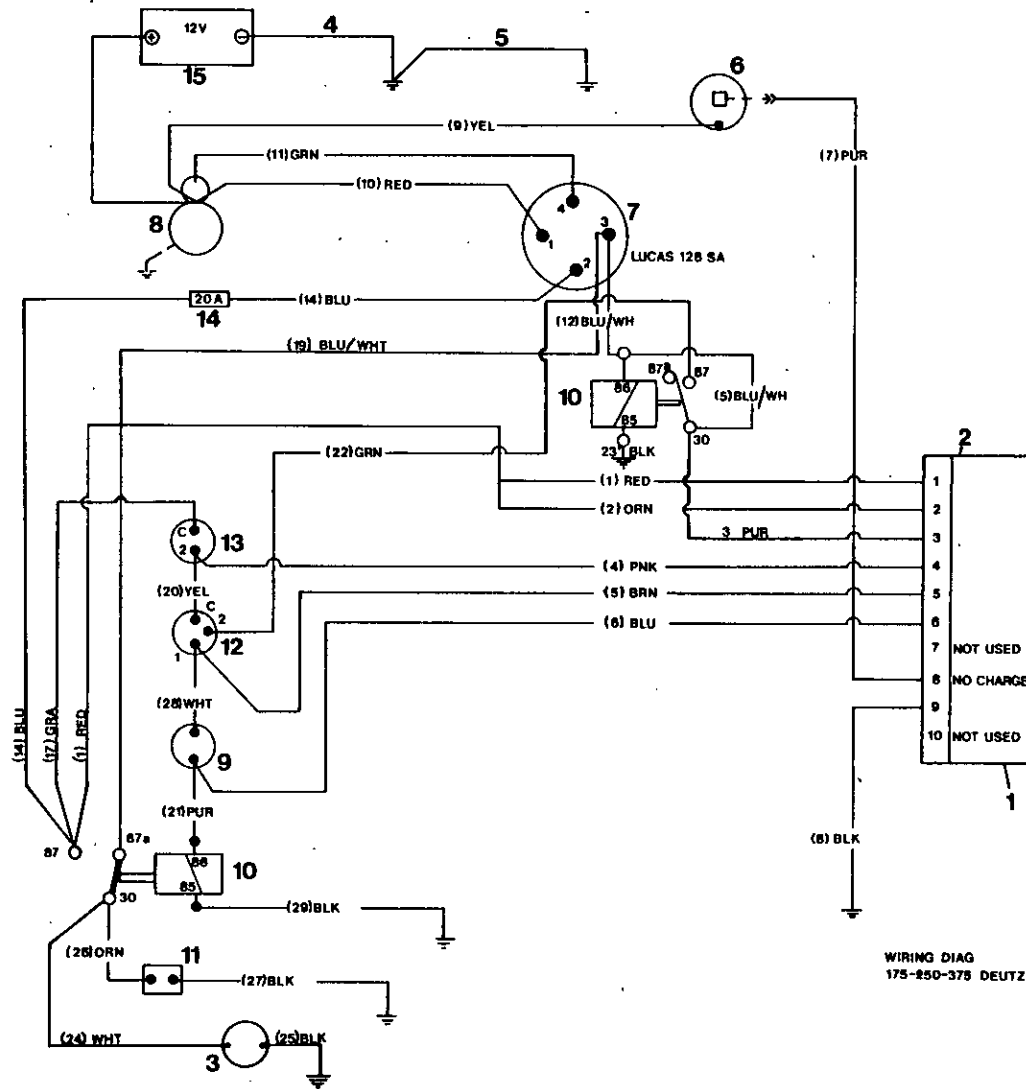 12V
15
4
5
6
(9)YEL
(7)PUR
(11)GRN
(10)RED
8
4
3
7
1
2
LUCAS 128 SA
20A
14
(14)BLU
(12)BLU/WH
(19) BLU/WHT
87a
87
86
10
(5)BLU/WH
85
30
23 BLK
(22)GRN
2
(1) RED
1
(2) ORN
2
3 PUR
3
C
13
2
(4) PNK
4
(20)YEL
(5) BRN
5
C
2
(6) BLU
6
12
1
7 NOT USED
8 NO CHARGE
(28)WHT
9
(14)BLU
(17)GRA
(1) RED
9
10 NOT USED
1
(21)PUR
87
87a
86
10
(8) BLK
85
30
(29)BLK
(26)ORN
11
(27)BLK
WIRING DIAG
175-250-375 DEUTZ
(24) WHT
3
(25)BLK